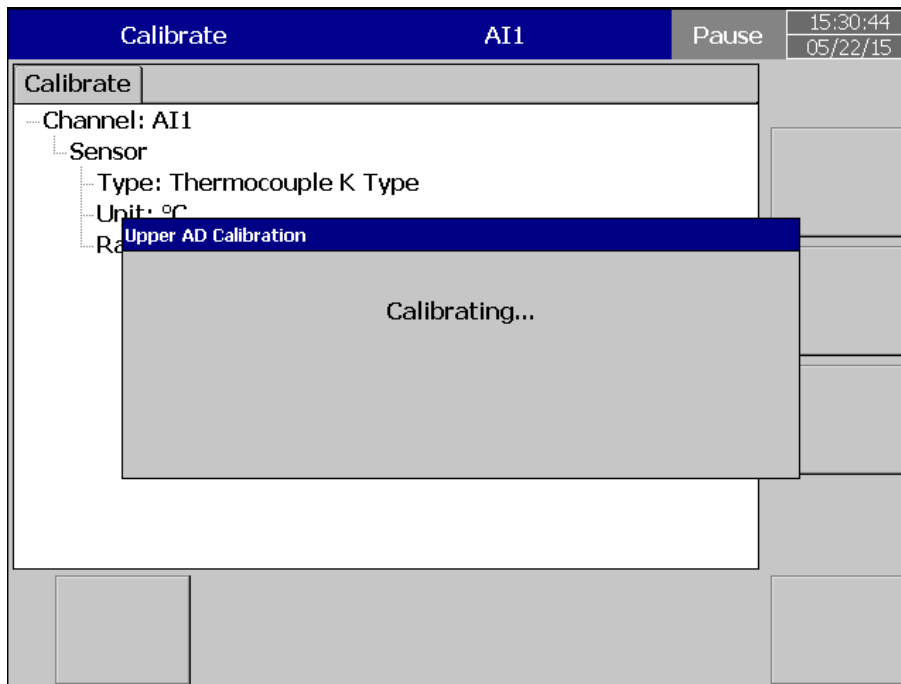 Calibrate AI1 Pause 15:30:44
05/22/15
Calibrate
Channel: AI1
Sensor
Type: Thermocouple K Type
Unit: °C
Upper AD Calibration
Calibrating...